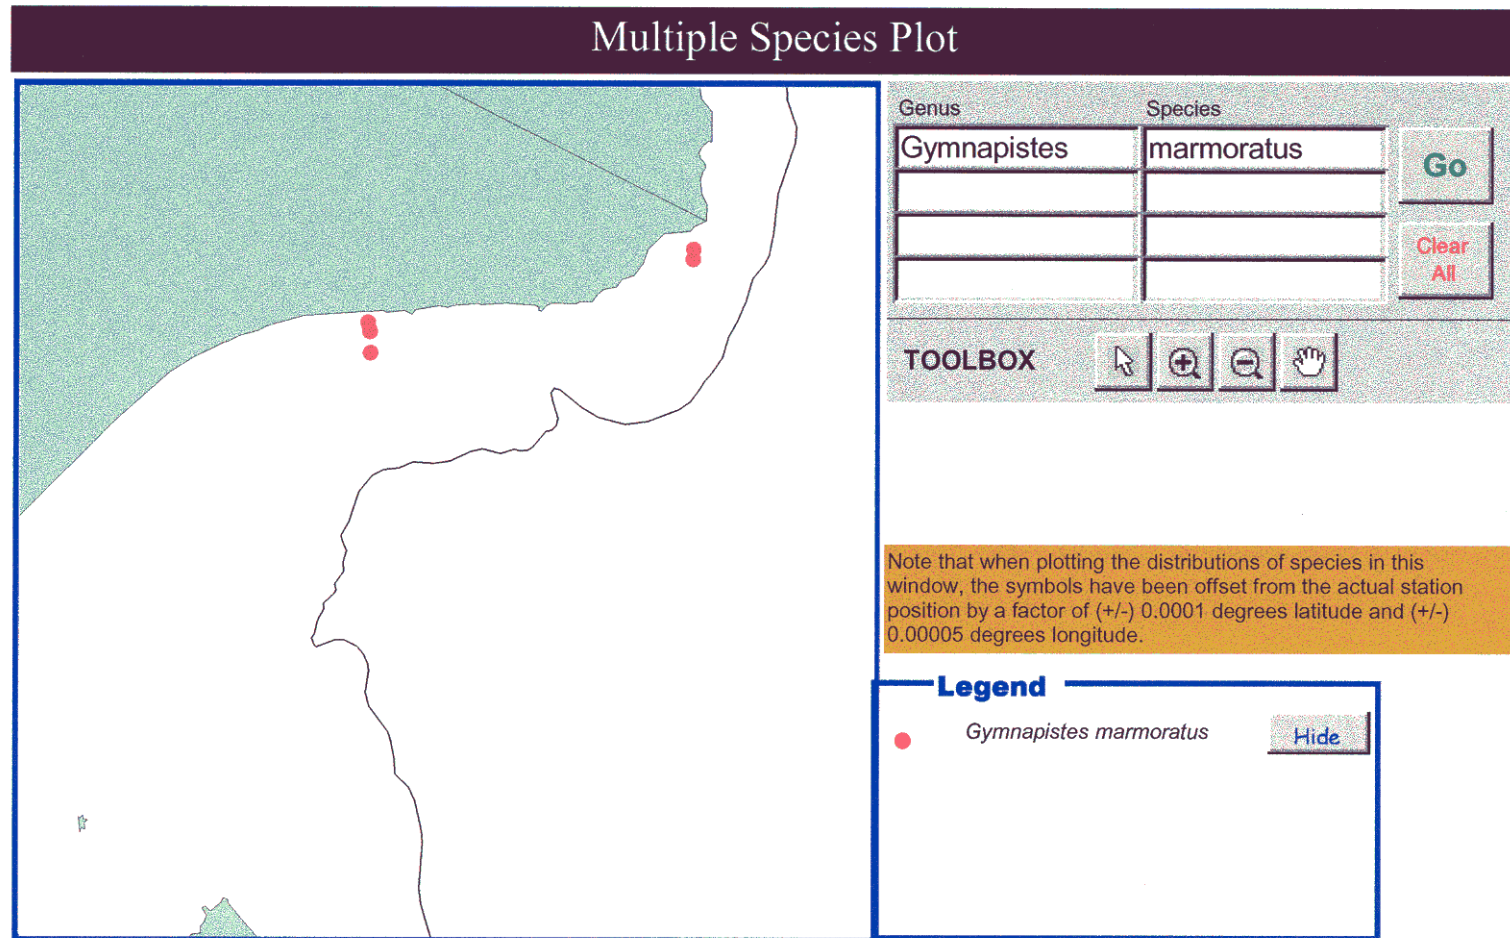 Multiple Species Plot
Genus Species
Gymnapistes marmoratus
Go
Clear
All
TOOLBOX
Note that when plotting the distributions of species in this
window, the symbols have been offset from the actual station
position by a factor of (+/-) 0.0001 degrees latitude and (+/-)
0.00005 degrees longitude.
Legend
Gymnapistes marmoratus Hide